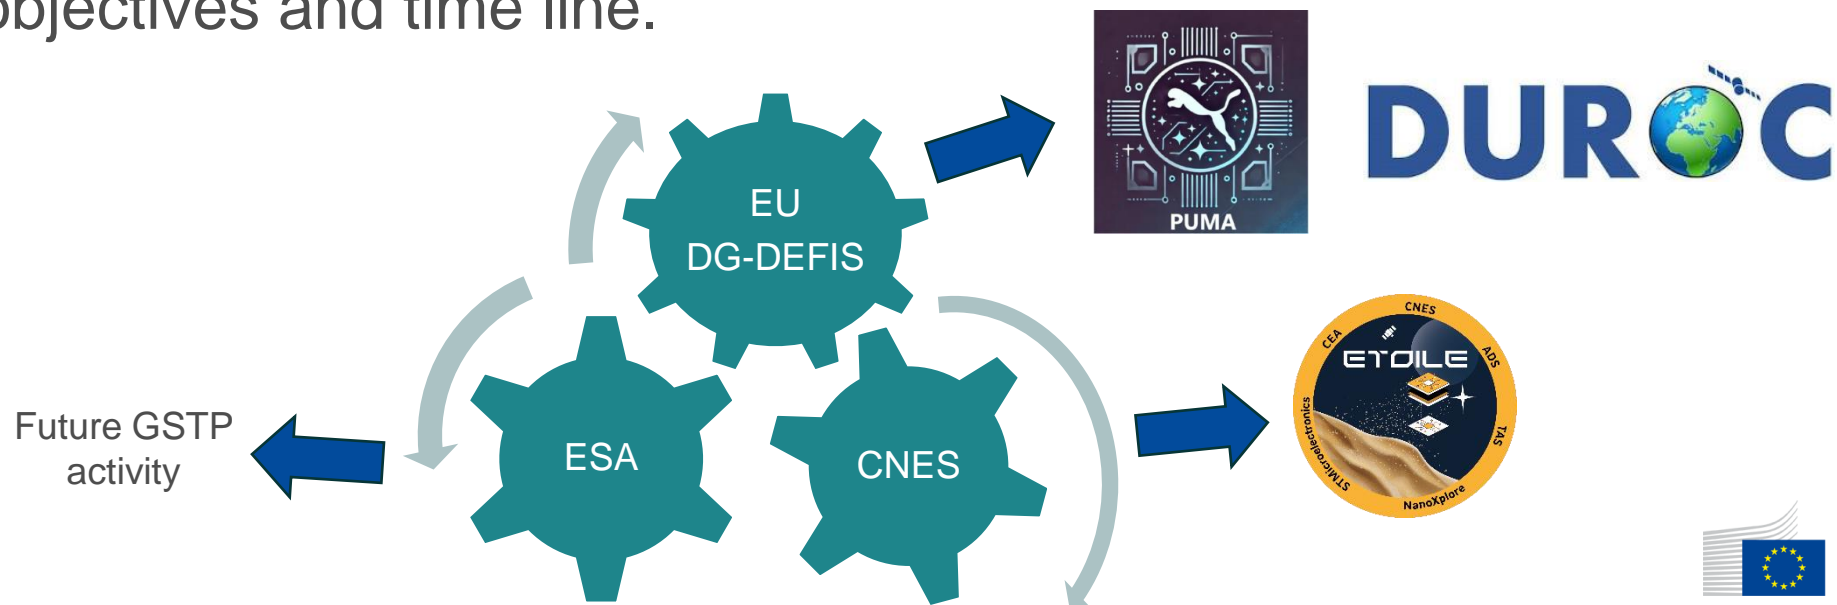 objectives and time line.
PUMA
DUROC
EU
DG-DEFIS
CNES
CEA
ADS
ETOILE
STMicroelectronics
TAS
NanoXplore
Future GSTP
activity
ESA
CNES